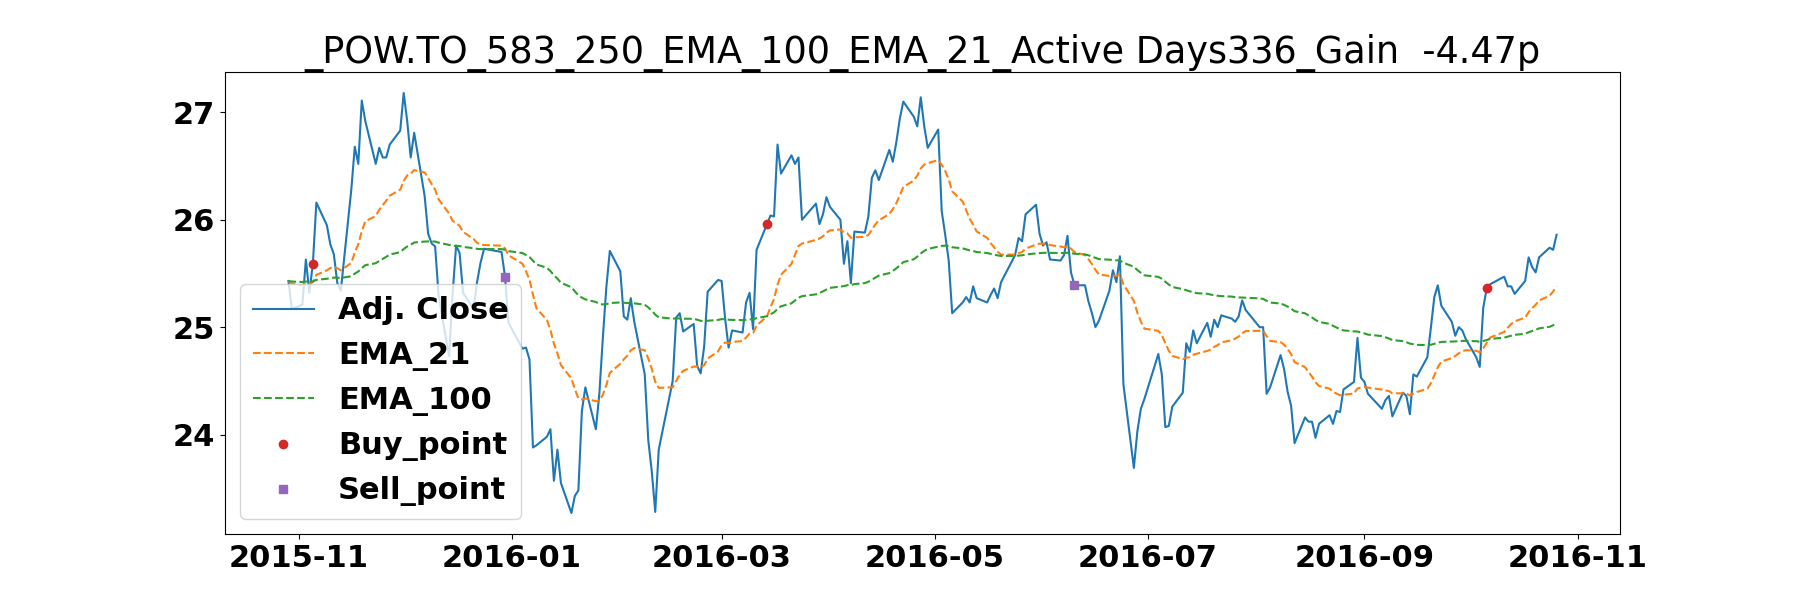 _POW.TO_583_250_EMA_100_EMA_21_Active Days336_Gain  -4.47p
27
26
25
24
Adj. Close
EMA_21
EMA_100
Buy_point
Sell_point
2015-11 2016-01 2016-03 2016-05 2016-07 2016-09 2016-11